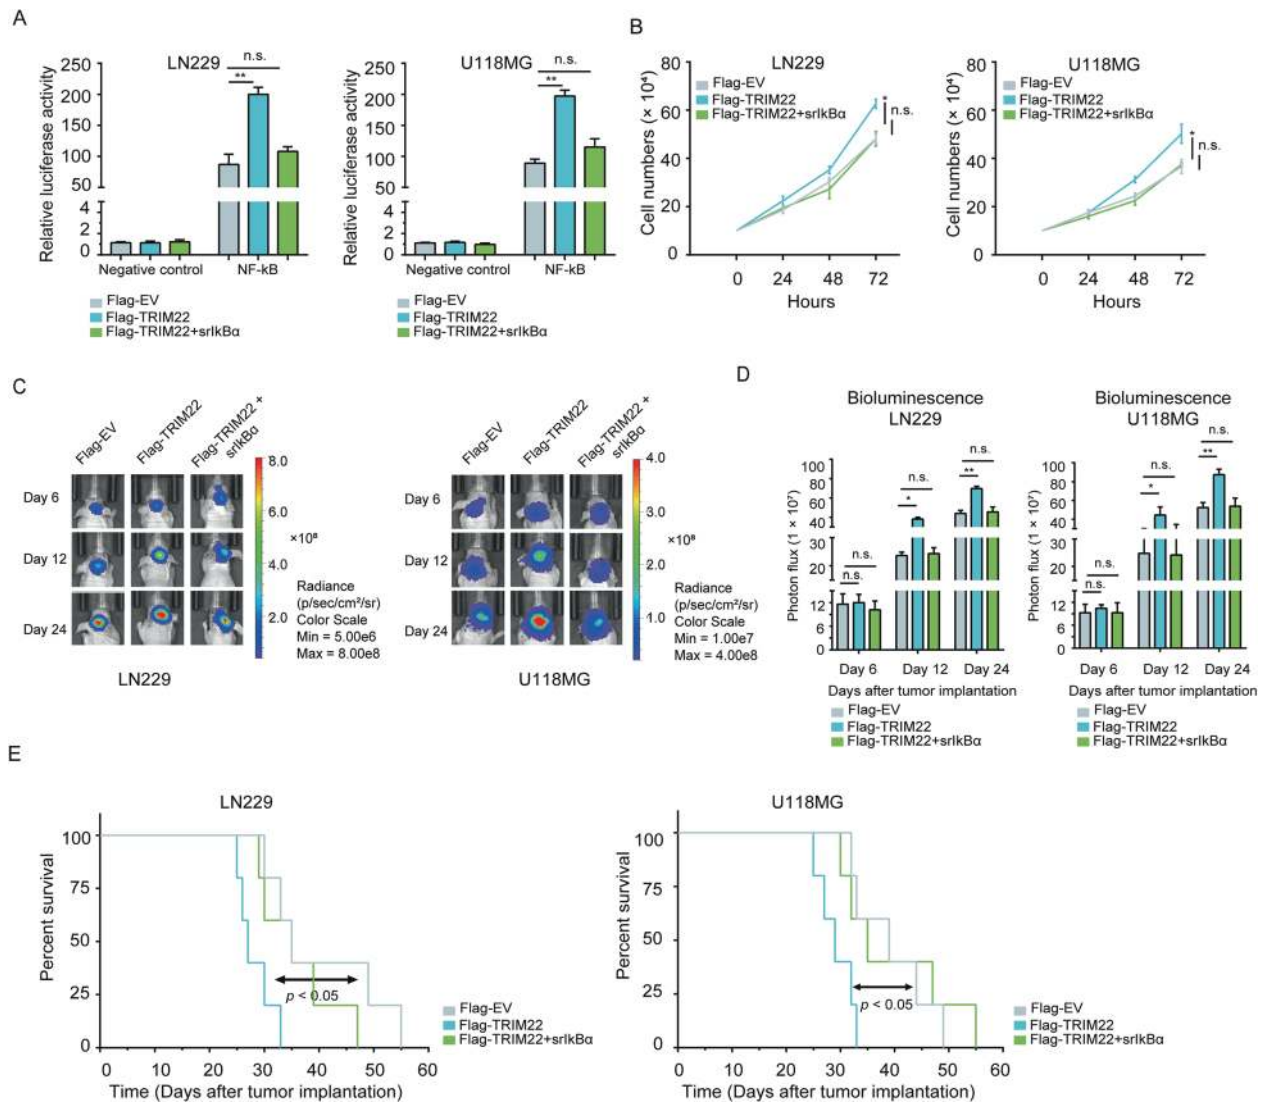 A
LN229
n.s.
**
Relative luciferase activity
250
200
150
100
50
4
2
0
Negative control
NF-kB
Flag-EV
Flag-TRIM22
Flag-TRIM22+srIkBα
U118MG
n.s.
**
Relative luciferase activity
250
200
150
100
50
4
2
0
Negative control
NF-kB
Flag-EV
Flag-TRIM22
Flag-TRIM22+srIkBα
B
LN229
Flag-EV
Flag-TRIM22
Flag-TRIM22+srIkBα
Cell numbers (× 10⁴)
80
60
40
20
0
*
n.s.
0 24 48 72
Hours
U118MG
Flag-EV
Flag-TRIM22
Flag-TRIM22+srIkBα
Cell numbers (× 10⁴)
80
60
40
20
0
*
n.s.
0 24 48 72
Hours
C
Flag-EV
Flag-TRIM22
Flag-TRIM22 +
srIkBα
Day 6
Day 12
Day 24
8.0
6.0
4.0
2.0
×10⁸
Radiance
(p/sec/cm²/sr)
Color Scale
Min = 5.00e6
Max = 8.00e8
LN229
Flag-EV
Flag-TRIM22
Flag-TRIM22 +
srIkBα
Day 6
Day 12
Day 24
4.0
3.0
2.0
1.0
×10⁸
Radiance
(p/sec/cm²/sr)
Color Scale
Min = 1.00e7
Max = 4.00e8
U118MG
D
Bioluminescence
LN229
Photon flux (1 × 10⁷)
100
80
60
40
30
20
12
6
0
n.s.
n.s.
n.s.
*
n.s.
**
Day 6
Day 12
Day 24
Days after tumor implantation
Flag-EV
Flag-TRIM22
Flag-TRIM22+srIkBα
Bioluminescence
U118MG
Photon flux (1 × 10⁷)
100
80
60
40
30
20
12
6
0
n.s.
n.s.
n.s.
*
n.s.
**
Day 6
Day 12
Day 24
Days after tumor implantation
Flag-EV
Flag-TRIM22
Flag-TRIM22+srIkBα
E
LN229
Percent survival
100
75
50
25
0
p < 0.05
0 10 20 30 40 50 60
Time (Days after tumor implantation)
Flag-EV
Flag-TRIM22
Flag-TRIM22+srIkBα
U118MG
Percent survival
100
75
50
25
0
p < 0.05
0 10 20 30 40 50 60
Time (Days after tumor implantation)
Flag-EV
Flag-TRIM22
Flag-TRIM22+srIkBα